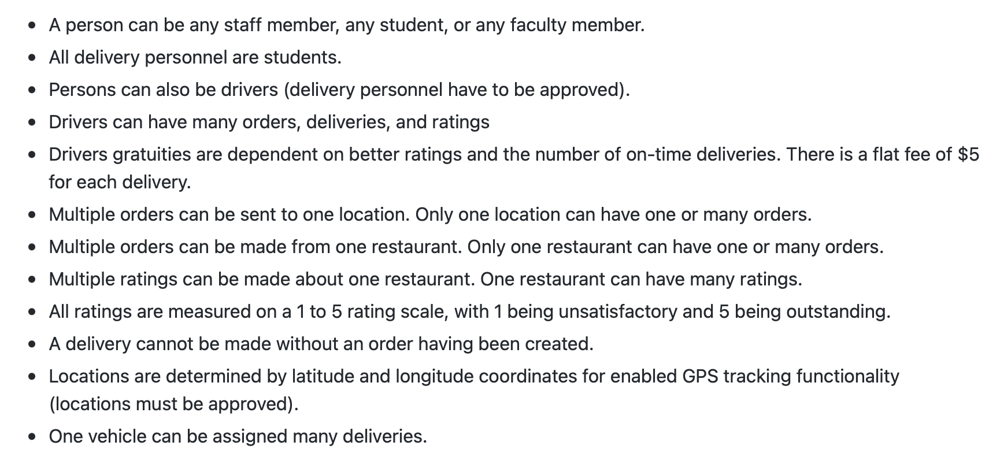 • A person can be any staff member, any student, or any faculty member.
• All delivery personnel are students.
• Persons can also be drivers (delivery personnel have to be approved).
• Drivers can have many orders, deliveries, and ratings
• Drivers gratuities are dependent on better ratings and the number of on-time deliveries. There is a flat fee of $5
for each delivery.
• Multiple orders can be sent to one location. Only one location can have one or many orders.
• Multiple orders can be made from one restaurant. Only one restaurant can have one or many orders.
• Multiple ratings can be made about one restaurant. One restaurant can have many ratings.
• All ratings are measured on a 1 to 5 rating scale, with 1 being unsatisfactory and 5 being outstanding.
• A delivery cannot be made without an order having been created.
• Locations are determined by latitude and longitude coordinates for enabled GPS tracking functionality
(locations must be approved).
• One vehicle can be assigned many deliveries.